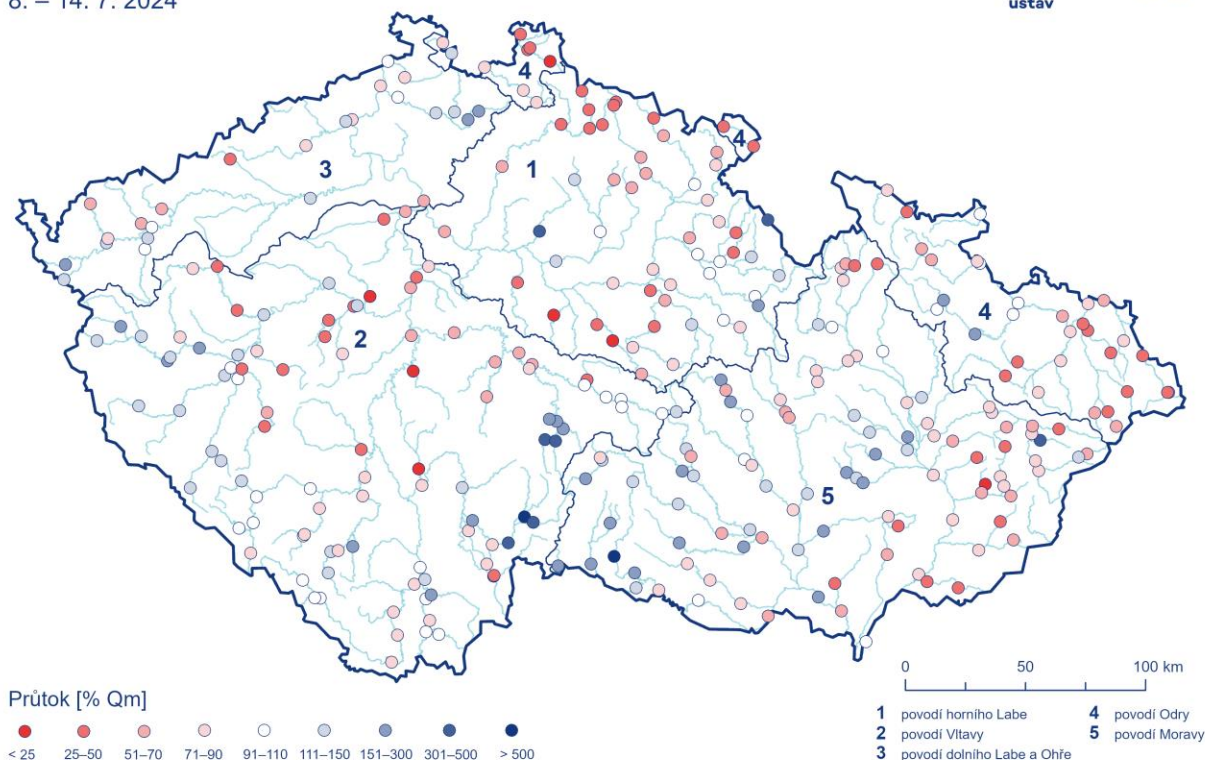 8. – 14. 7. 2024
ústav
4
4
3
1
2
4
5
0 50 100 km
Průtok [% Qm]
< 25 25–50 51–70 71–90 91–110 111–150 151–300 301–500 > 500
1 povodí horního Labe
2 povodí Vltavy
3 povodí dolního Labe a Ohře
4 povodí Odry
5 povodí Moravy